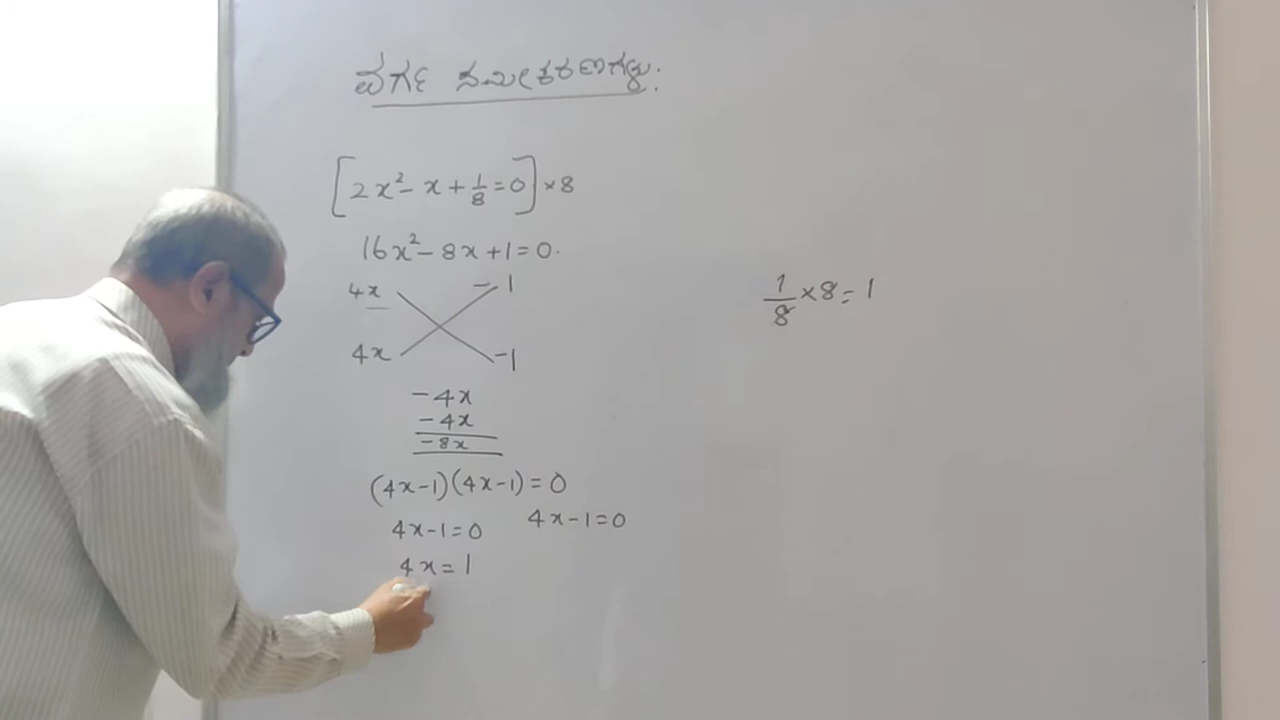 ವರ್ಗ ಸಮೀಕರಣಗಳು.
[2x² - x + 1/8 = 0] × 8
16x² - 8x + 1 = 0.
4x - 1
4x -1
-4x
-4x
-8x
(4x-1)(4x-1) = 0
4x-1=0 4x-1=0
4x = 1
1/8 × 8 = 1